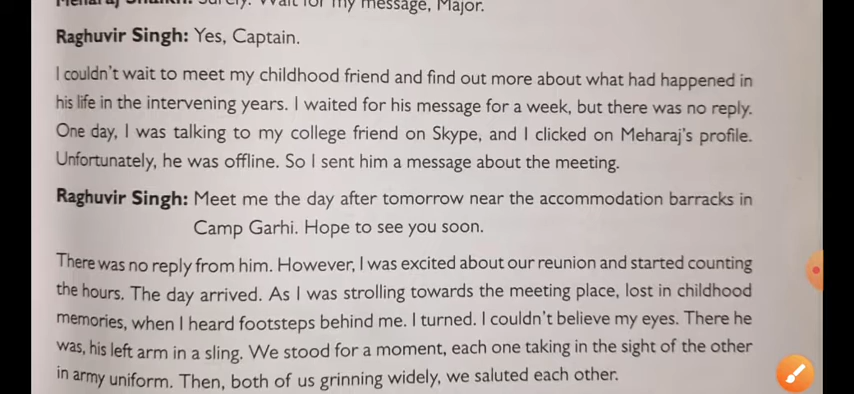 Meharaj Shaikh: Surely. Wait for my message, Major.
Raghuvir Singh: Yes, Captain.
I couldn't wait to meet my childhood friend and find out more about what had happened in
his life in the intervening years. I waited for his message for a week, but there was no reply.
One day, I was talking to my college friend on Skype, and I clicked on Meharaj's profile.
Unfortunately, he was offline. So I sent him a message about the meeting.
Raghuvir Singh: Meet me the day after tomorrow near the accommodation barracks in
Camp Garhi. Hope to see you soon.
There was no reply from him. However, I was excited about our reunion and started counting
the hours. The day arrived. As I was strolling towards the meeting place, lost in childhood
memories, when I heard footsteps behind me. I turned. I couldn't believe my eyes. There he
was, his left arm in a sling. We stood for a moment, each one taking in the sight of the other
in army uniform. Then, both of us grinning widely, we saluted each other.